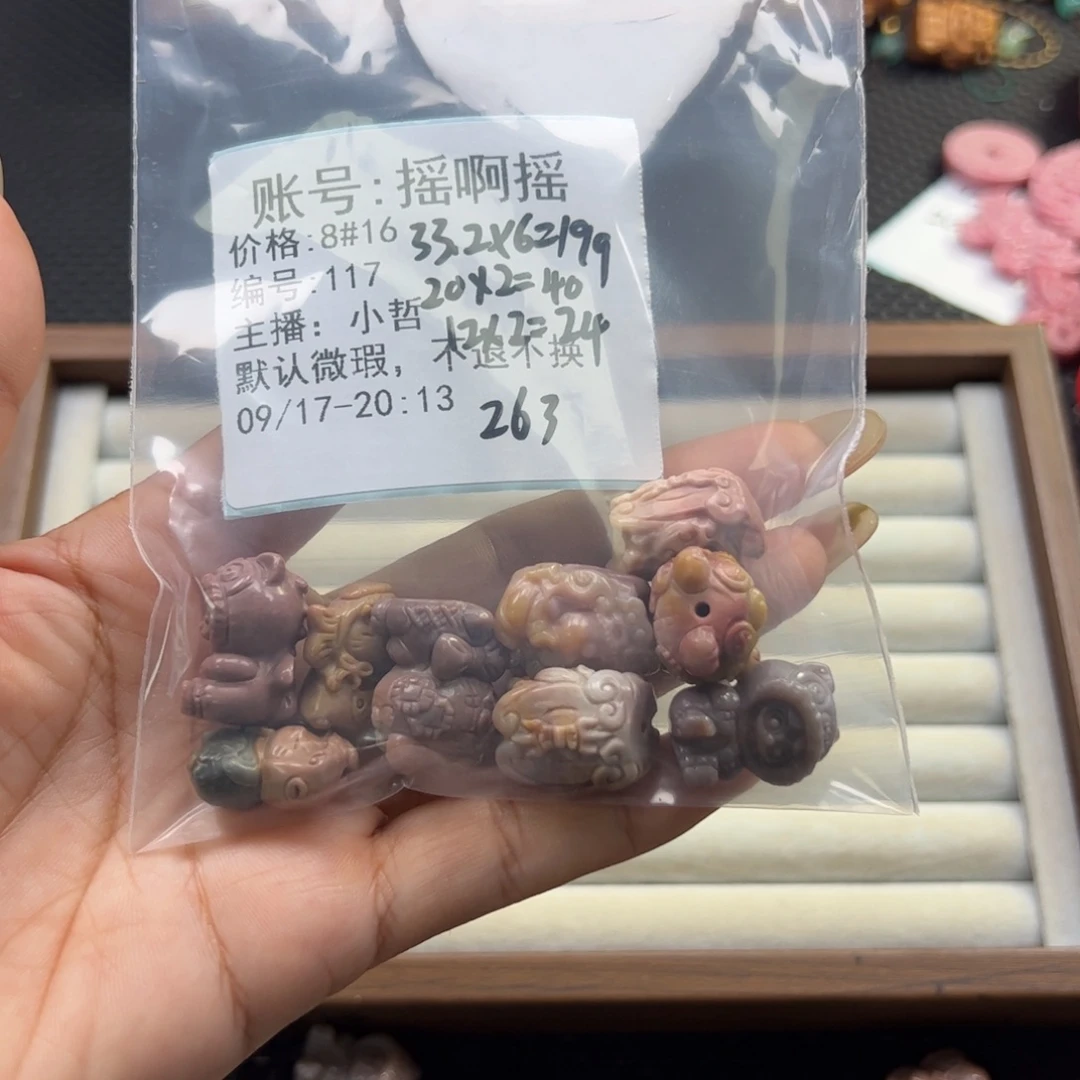 账号:摇啊摇
价格:8#16 33.2x6=199
编号:117 20x2=40
主播: 小哲 12x2=24
默认微瑕, 不退不换
09/17-20:13 263